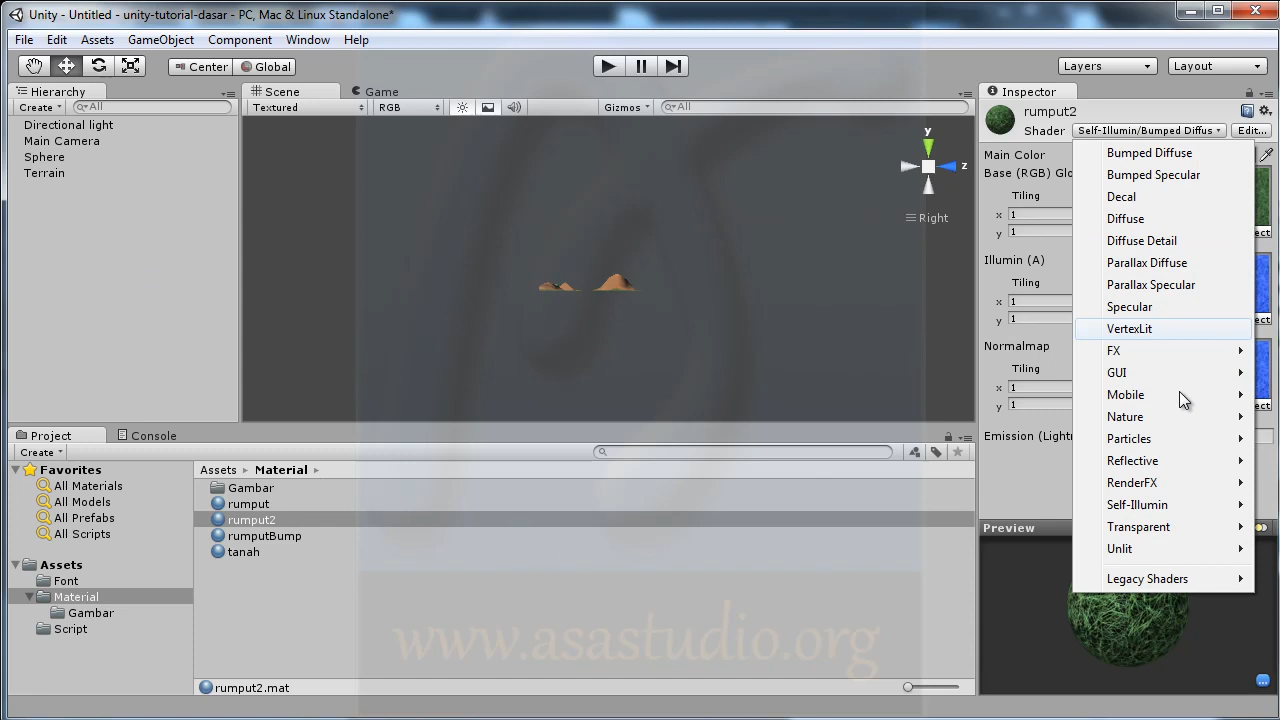 Unity - Untitled - unity-tutorial-dasar - PC, Mac & Linux Standalone*
File Edit Assets GameObject Component Window Help
Center Global Layers Layout
Hierarchy
Create All
Directional light
Main Camera
Sphere
Terrain
Scene Game
Textured RGB Gizmos All
y
z
Right
Inspector
rumput2
Shader Self-Illumin/Bumped Diffus Edit...
Main Color
Base (RGB) Glo
Tiling
x 1
y 1
ect
Illumin (A)
Tiling
x 1
y 1
ect
Normalmap
Tiling
x 1
y 1
ect
Emission (Lightm
Bumped Diffuse
Bumped Specular
Decal
Diffuse
Diffuse Detail
Parallax Diffuse
Parallax Specular
Specular
VertexLit
FX
GUI
Mobile
Nature
Particles
Reflective
RenderFX
Self-Illumin
Transparent
Unlit
Legacy Shaders
Preview
Project Console
Create
Favorites
All Materials
All Models
All Prefabs
All Scripts
Assets
Font
Material
Gambar
Script
Assets Material
Gambar
rumput
rumput2
rumputBump
tanah
rumput2.mat
www.asastudio.org